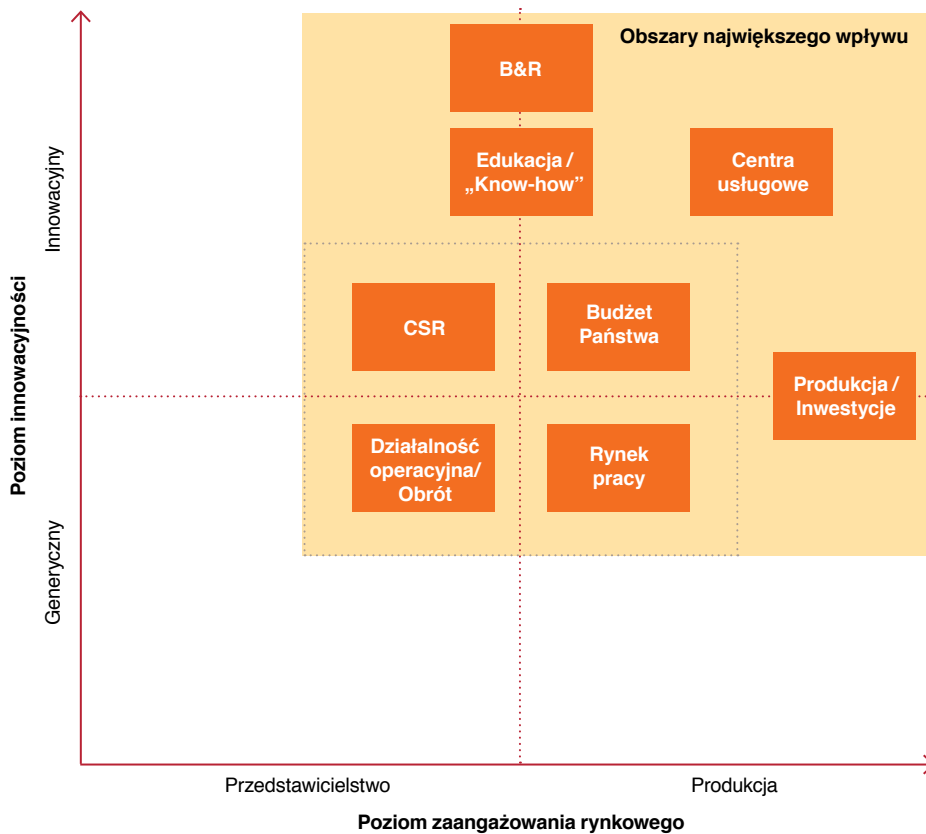 Obszary największego wpływu
B&R
Edukacja /
„Know-how”
Centra
usługowe
CSR
Budżet
Państwa
Produkcja /
Inwestycje
Działalność
operacyjna/
Obrót
Rynek
pracy
Poziom innowacyjności
Innowacyjny
Generyczny
Przedstawicielstwo
Produkcja
Poziom zaangażowania rynkowego